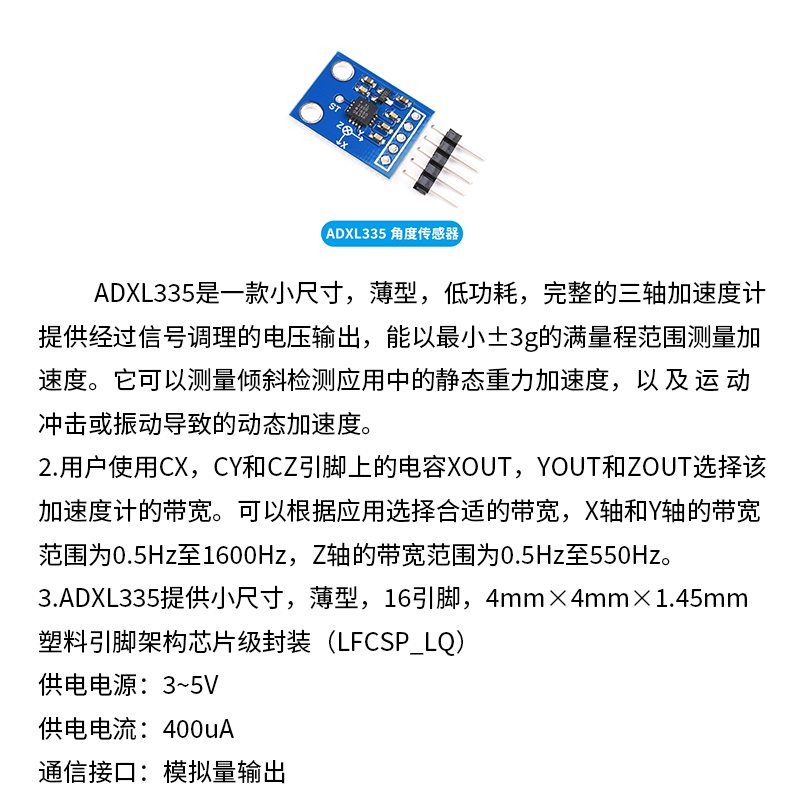 ST
Z
Y
X
ADXL335 角度传感器
ADXL335是一款小尺寸，薄型，低功耗，完整的三轴加速度计
提供经过信号调理的电压输出，能以最小±3g的满量程范围测量加
速度。它可以测量倾斜检测应用中的静态重力加速度，以 及 运 动
冲击或振动导致的动态加速度。
2.用户使用CX，CY和CZ引脚上的电容XOUT，YOUT和ZOUT选择该
加速度计的带宽。可以根据应用选择合适的带宽，X轴和Y轴的带宽
范围为0.5Hz至1600Hz，Z轴的带宽范围为0.5Hz至550Hz。
3.ADXL335提供小尺寸，薄型，16引脚，4mm×4mm×1.45mm
塑料引脚架构芯片级封装（LFCSP_LQ）
供电电源：3~5V
供电电流：400uA
通信接口：模拟量输出